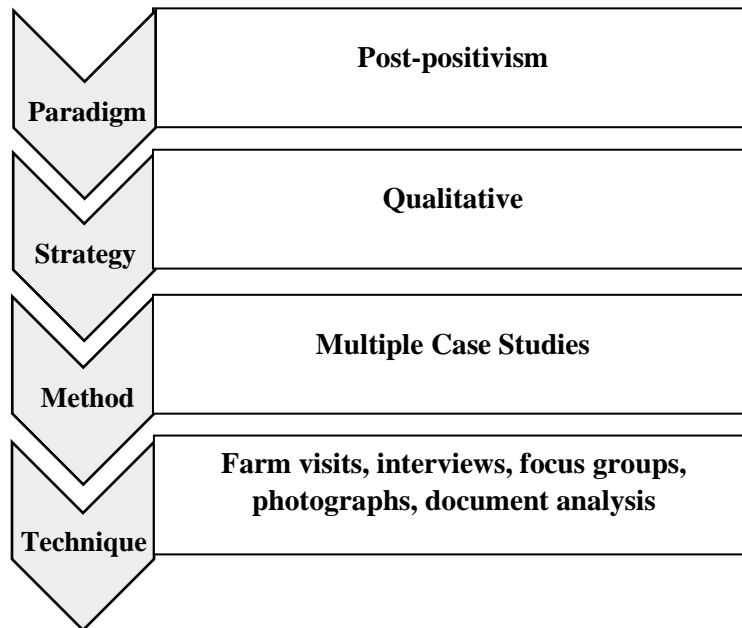 Post-positivism
Paradigm
Qualitative
Strategy
Multiple Case Studies
Method
Farm visits, interviews, focus groups,
photographs, document analysis
Technique